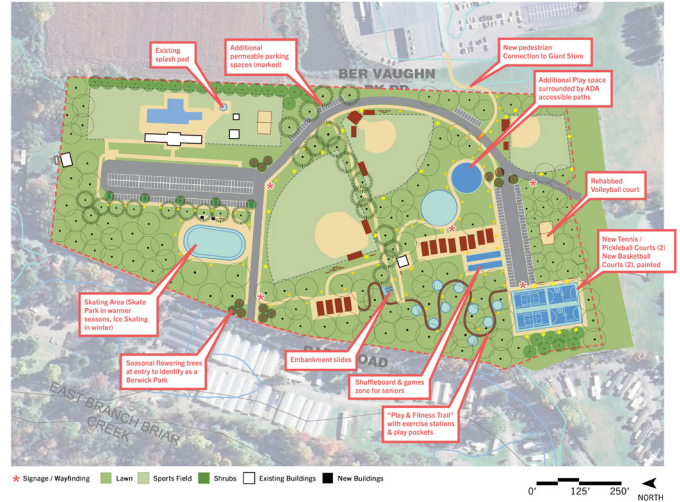 Existing
splash pad
Additional
permeable parking
spaces (marked)
BER VAUGHN
New pedestrian
Connection to Giant Store
Additional Play space
surrounded by ADA
accessible paths
Rehabbed
Volleyball court
New Tennis /
Pickleball Courts (2)
New Basketball
Courts (2), painted
Skating Area (Skate
Park in warmer
seasons, Ice Skating
in winter)
Seasonal flowering trees
at entry to identify as a
Berwick Park
Embankment slides
ROAD
Shuffleboard & games
zone for seniors
"Play & Fitness Trail"
with exercise stations
& play pockets
EAST BRANCH BRIAR
CREEK
* Signage / Wayfinding
Lawn
Sports Field
Shrubs
Existing Buildings
New Buildings
0' 125' 250'
NORTH